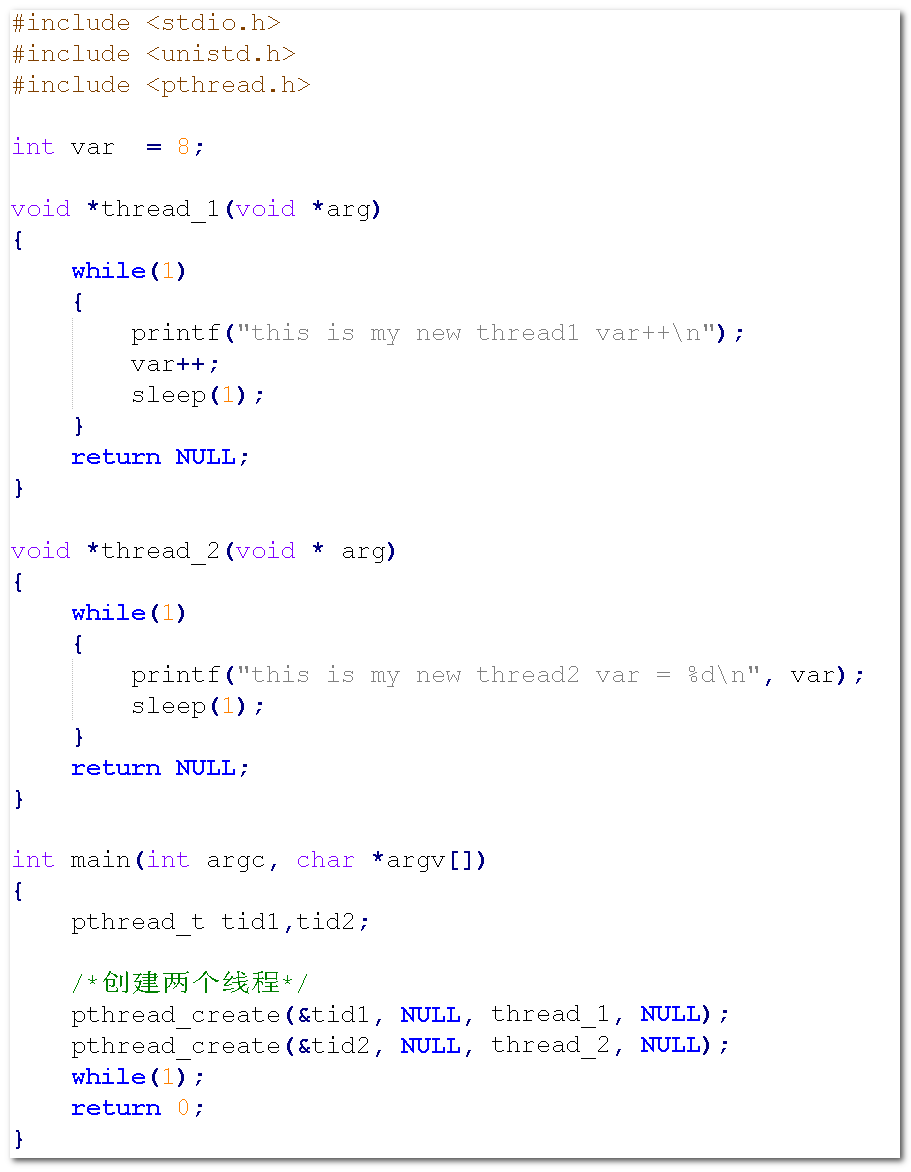 #include <stdio.h>
#include <unistd.h>
#include <pthread.h>

int var  = 8;

void *thread_1(void *arg)
{
    while(1)
    {
        printf("this is my new thread1 var++\n");
        var++;
        sleep(1);
    }
    return NULL;
}

void *thread_2(void * arg)
{
    while(1)
    {
        printf("this is my new thread2 var = %d\n", var);
        sleep(1);
    }
    return NULL;
}

int main(int argc, char *argv[])
{
    pthread_t tid1,tid2;

    /*创建两个线程*/
    pthread_create(&tid1, NULL, thread_1, NULL);
    pthread_create(&tid2, NULL, thread_2, NULL);
    while(1);
    return 0;
}